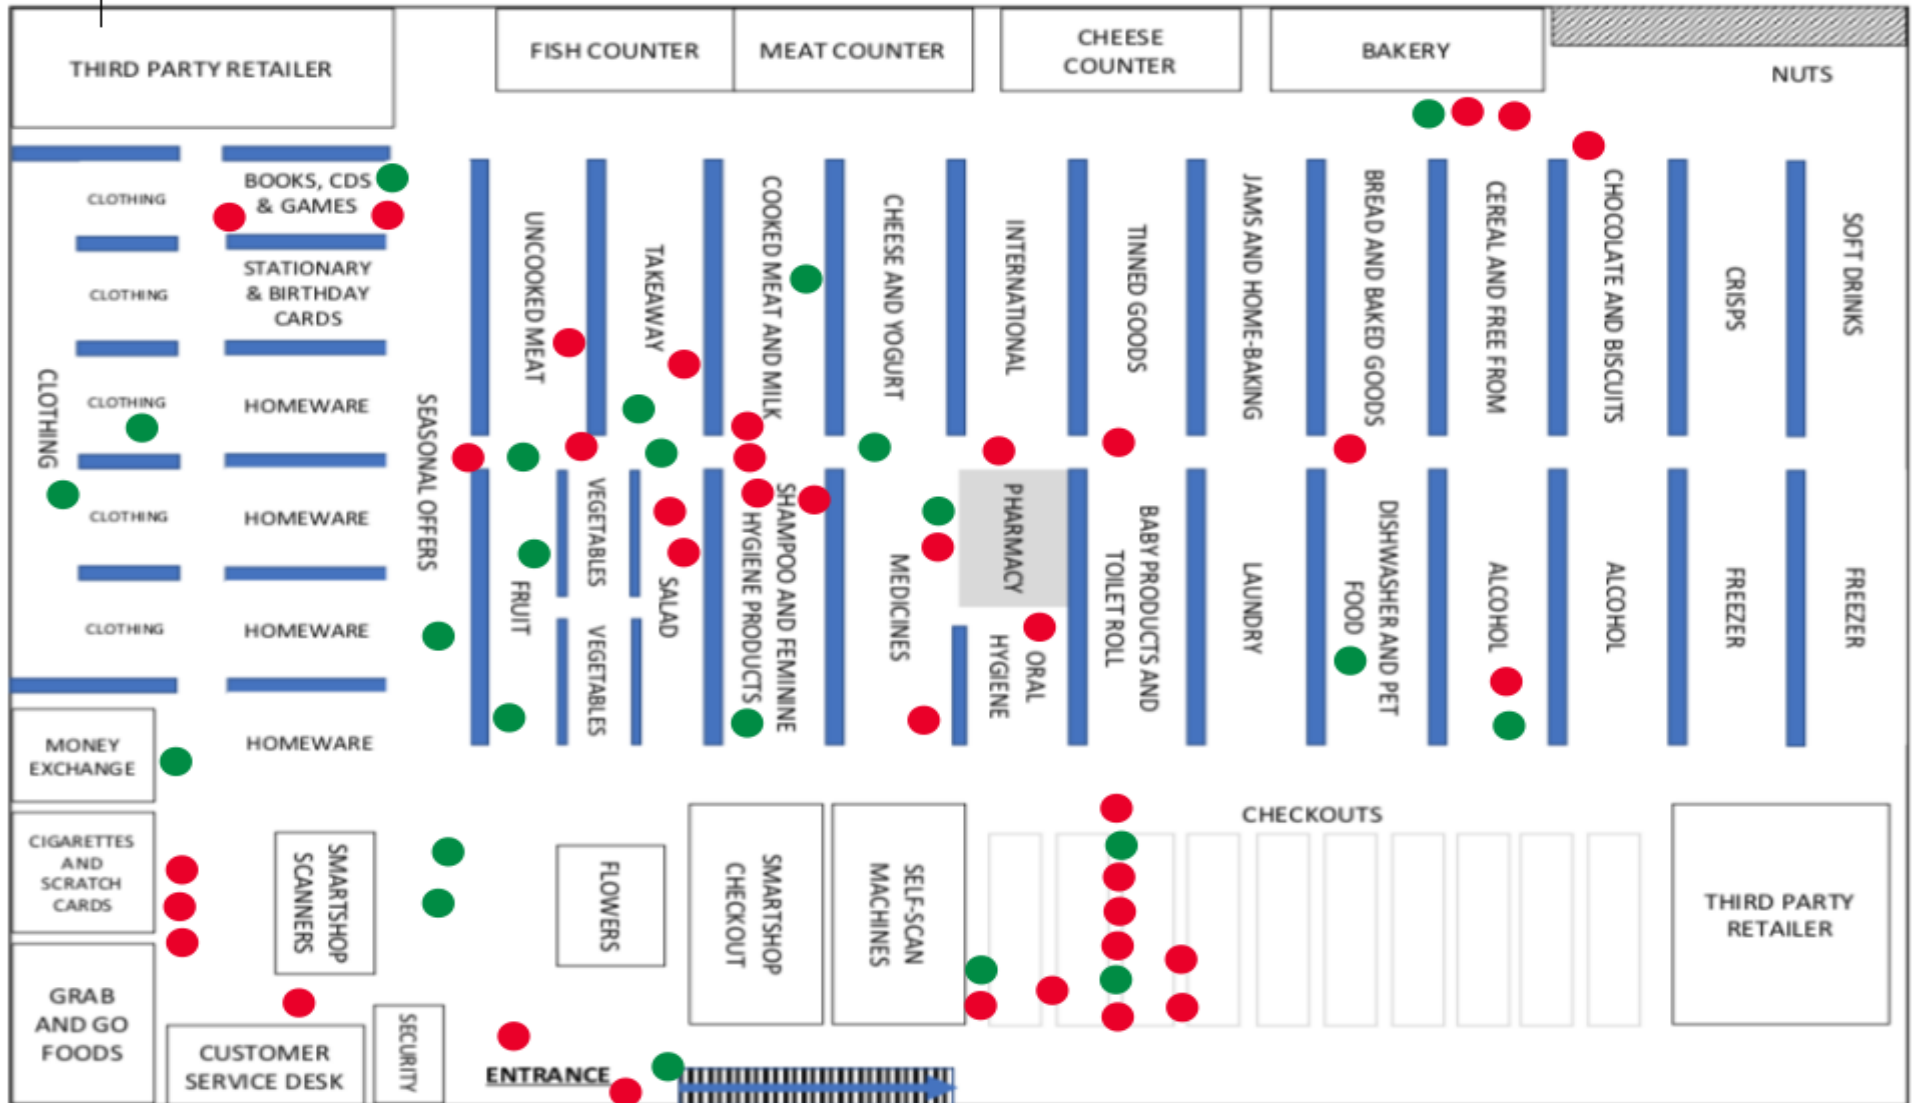 THIRD PARTY RETAILER
FISH COUNTER
MEAT COUNTER
CHEESE
COUNTER
BAKERY
NUTS
CLOTHING
BOOKS, CDS
& GAMES
CLOTHING
STATIONARY
& BIRTHDAY
CARDS
CLOTHING
CLOTHING
HOMEWARE
CLOTHING
HOMEWARE
CLOTHING
HOMEWARE
HOMEWARE
SEASONAL OFFERS
UNCOOKED MEAT
TAKEAWAY
COOKED MEAT AND MILK
CHEESE AND YOGURT
INTERNATIONAL
TINNED GOODS
JAMS AND HOME-BAKING
BREAD AND BAKED GOODS
CEREAL AND FREE FROM
CHOCOLATE AND BISCUITS
CRISPS
SOFT DRINKS
FRUIT
VEGETABLES
VEGETABLES
SALAD
SHAMPOO AND FEMININE
HYGIENE PRODUCTS
MEDICINES
PHARMACY
ORAL
HYGIENE
BABY PRODUCTS AND
TOILET ROLL
LAUNDRY
DISHWASHER AND PET
FOOD
ALCOHOL
ALCOHOL
FREEZER
FREEZER
MONEY
EXCHANGE
CIGARETTES
AND
SCRATCH
CARDS
GRAB
AND GO
FOODS
SMARTSHOP
SCANNERS
CUSTOMER
SERVICE DESK
SECURITY
FLOWERS
ENTRANCE
SMARTSHOP
CHECKOUT
SELF-SCAN
MACHINES
CHECKOUTS
THIRD PARTY
RETAILER